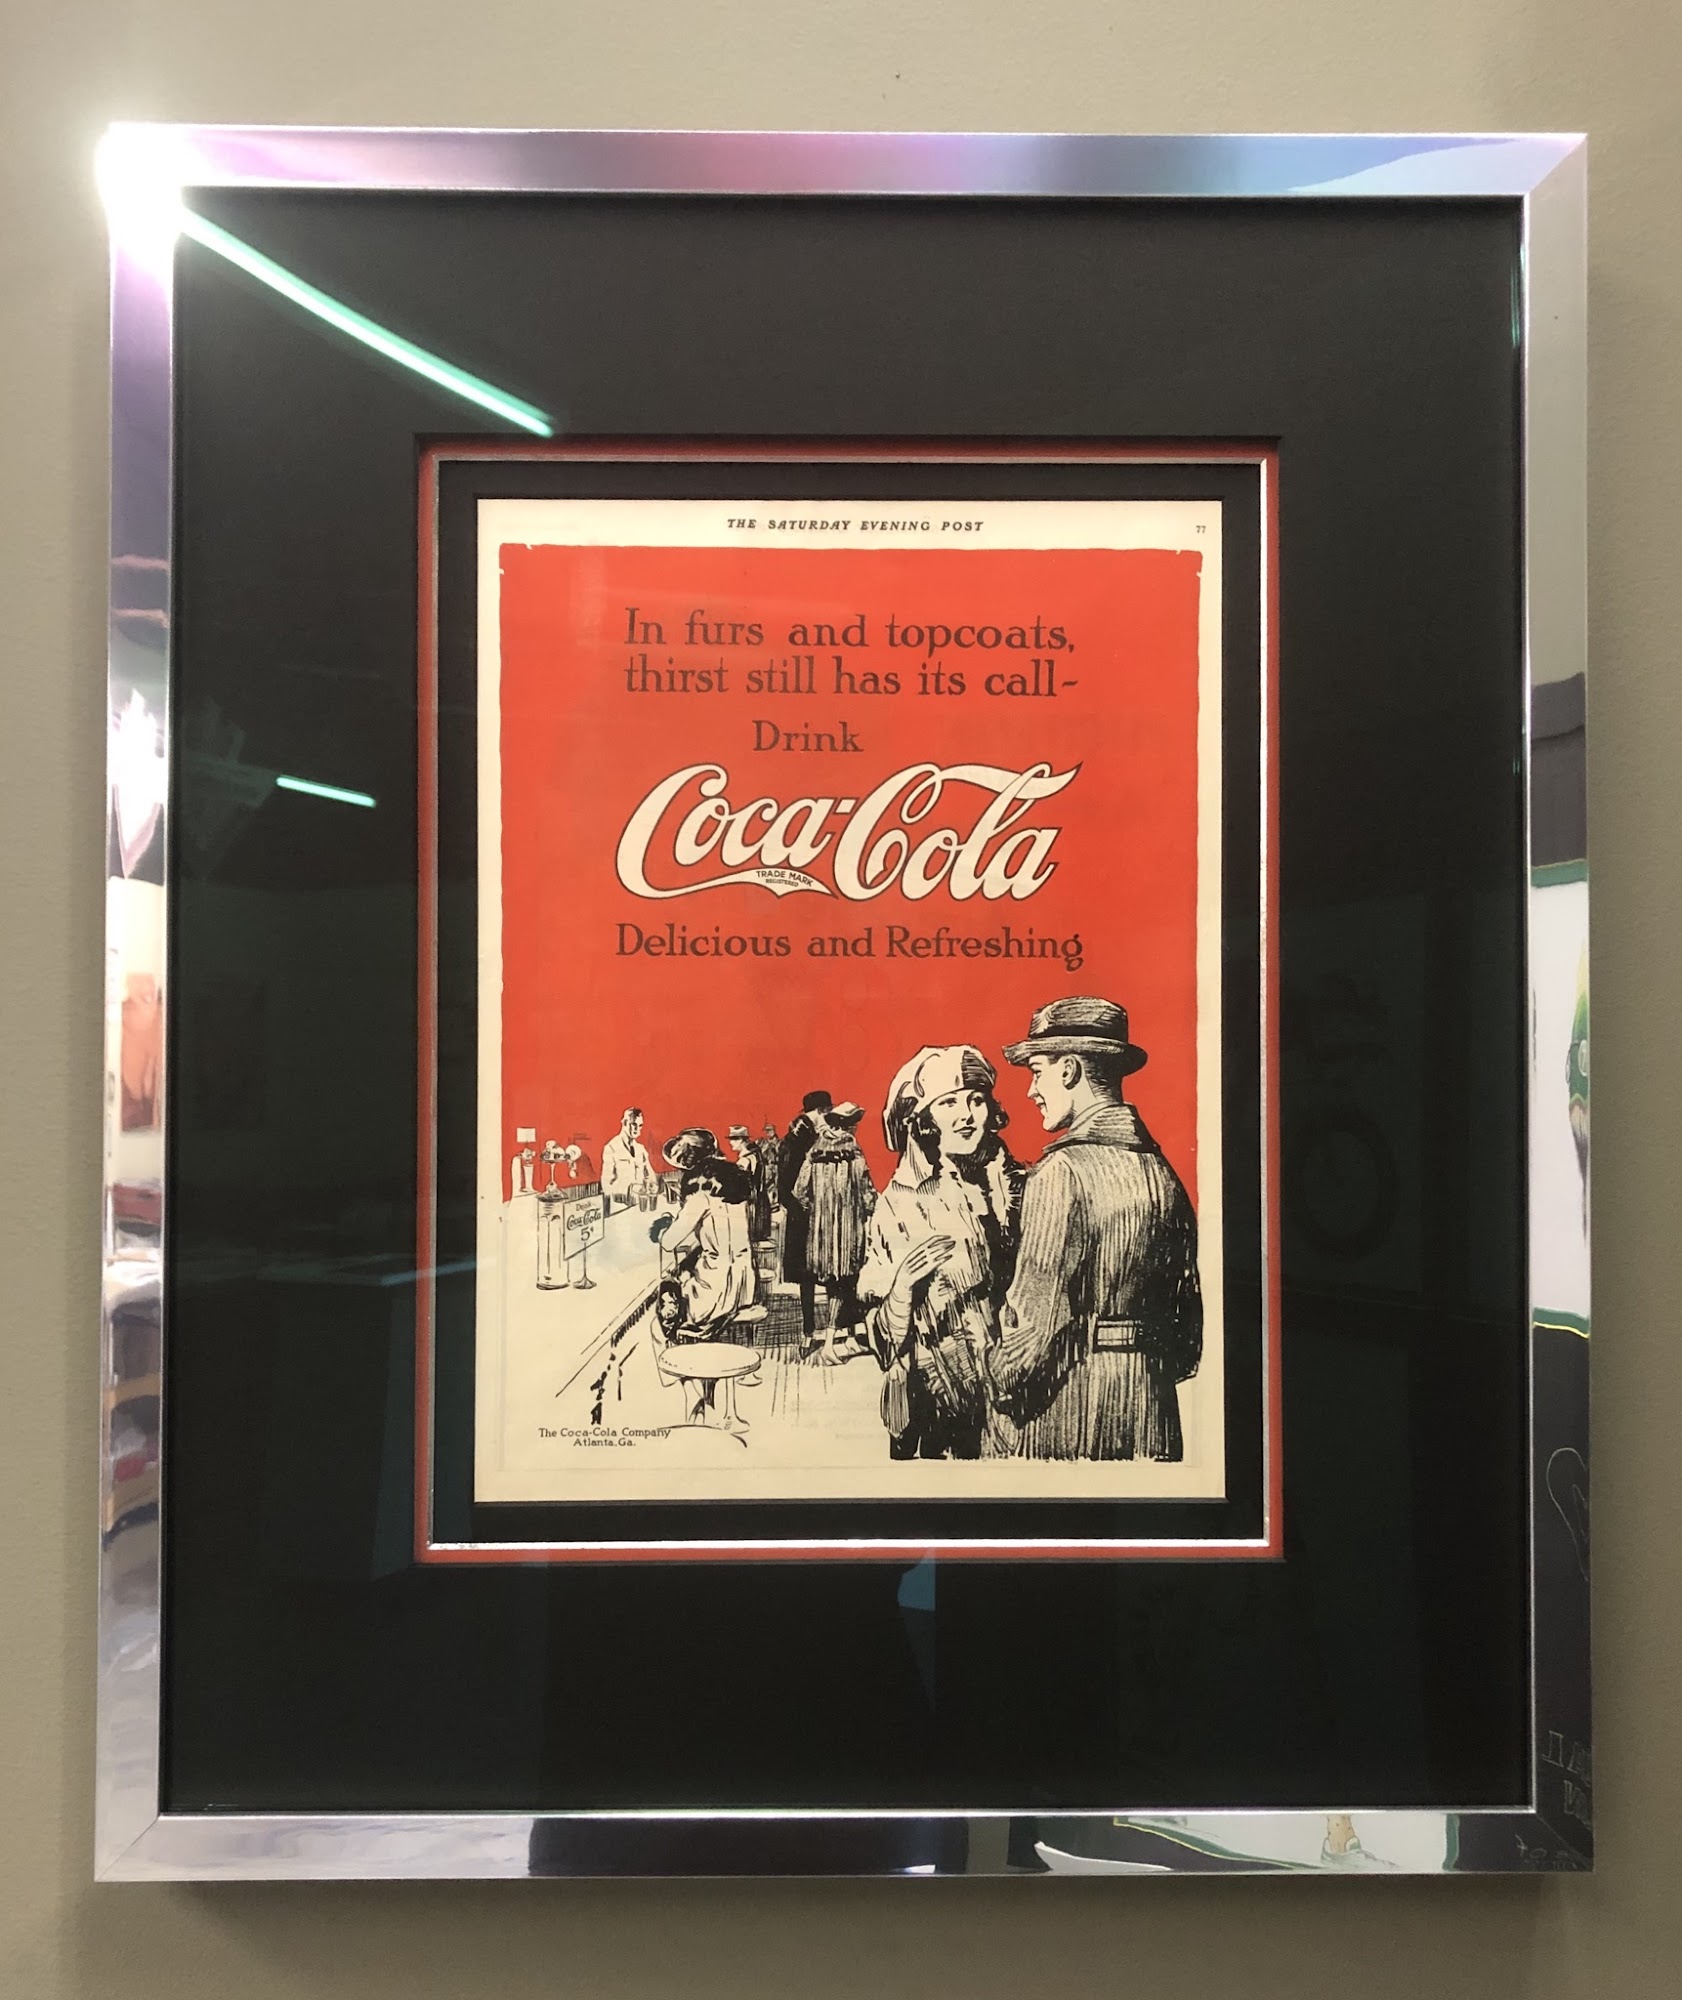 THE SATURDAY EVENING POST
77
In furs and topcoats,
thirst still has its call-
Drink
Coca-Cola
TRADE MARK
REGISTERED
Delicious and Refreshing
Drink
Coca-Cola
5¢
The Coca-Cola Company
Atlanta, Ga.